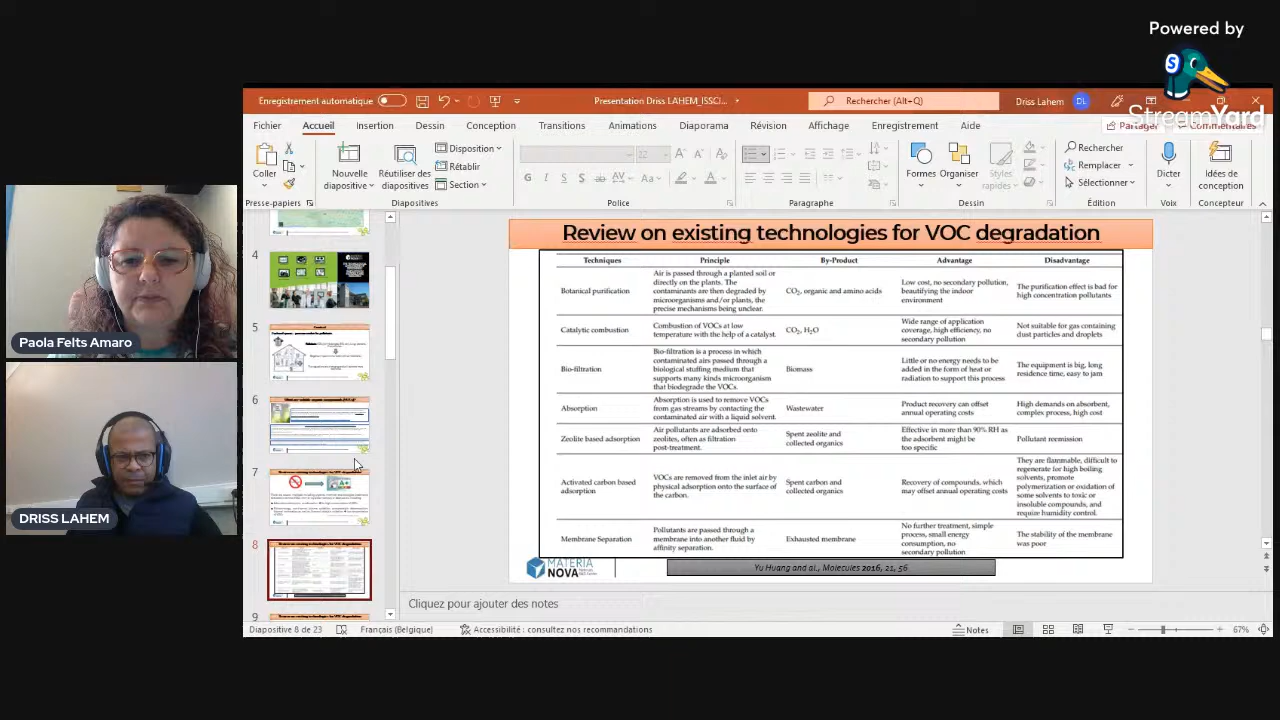 Powered by
StreamYard
Enregistrement automatique
Presentation Driss LAHEM_ISSCI...
Rechercher (Alt+Q)
Driss Lahem
DL
Fichier
Accueil
Insertion
Dessin
Conception
Transitions
Animations
Diaporama
Révision
Affichage
Enregistrement
Aide
Partager
Commentaires
Coller
Nouvelle
diapositive
Réutiliser des
diapositives
Disposition
Rétablir
Section
32
G I S S AV Aa A
Formes
Organiser
Styles
rapides
Rechercher
Remplacer
Sélectionner
Dicter
Idées de
conception
Presse-papiers
Diapositives
Police
Paragraphe
Dessin
Édition
Voix
Concepteur
Paola Felts Amaro
DRISS LAHEM
4
5
6
7
8
9
Review on existing technologies for VOC degradation
Techniques Principle By-Product Advantage Disadvantage
Botanical purification
Air is passed through a planted soil or
directly on the plants. The
contaminants are then degraded by
microorganisms and/or plants, the
precise mechanisms being unclear.
CO2, organic and amino acids
Low cost, no secondary pollution,
beautifying the indoor
environment
The purification effect is bad for
high concentration pollutants
Catalytic combustion
Combustion of VOCs at low
temperature with the help of a catalyst.
CO2, H2O
Wide range of application
coverage, high efficiency, no
secondary pollution
Not suitable for gas containing
dust particles and droplets
Bio-filtration
Bio-filtration is a process in which
contaminated airs passed through a
biological stuffing medium that
supports many kinds microorganism
that biodegrade the VOCs.
Biomass
Little or no energy needs to be
added in the form of heat or
radiation to support this process
The equipment is big, long
residence time, easy to jam
Absorption
Absorption is used to remove VOCs
from gas streams by contacting the
contaminated air with a liquid solvent.
Wastewater
Product recovery can offset
annual operating costs
High demands on absorbent,
complex process, high cost
Zeolite based adsorption
Air pollutants are adsorbed onto
zeolites, often as filtration
post-treatment.
Spent zeolite and
collected organics
Effective in more than 90% RH as
the adsorbent might be
too specific
Pollutant reemission
Activated carbon based
adsorption
VOCs are removed from the inlet air by
physical adsorption onto the surface of
the carbon.
Spent carbon and
collected organics
Recovery of compounds, which
may offset annual operating costs
They are flammable, difficult to
regenerate for high boiling
solvents, promote
polymerization or oxidation of
some solvents to toxic or
insoluble compounds, and
require humidity control.
Membrane Separation
Pollutants are passed through a
membrane into another fluid by
affinity separation.
Exhausted membrane
No further treatment, simple
process, small energy
consumption, no
secondary pollution
The stability of the membrane
was poor
MATERIA
NOVA
Yu Huang and al., Molecules 2016, 21, 56
Cliquez pour ajouter des notes
Diapositive 8 de 23
Français (Belgique)
Accessibilité : consultez nos recommandations
Notes
67%